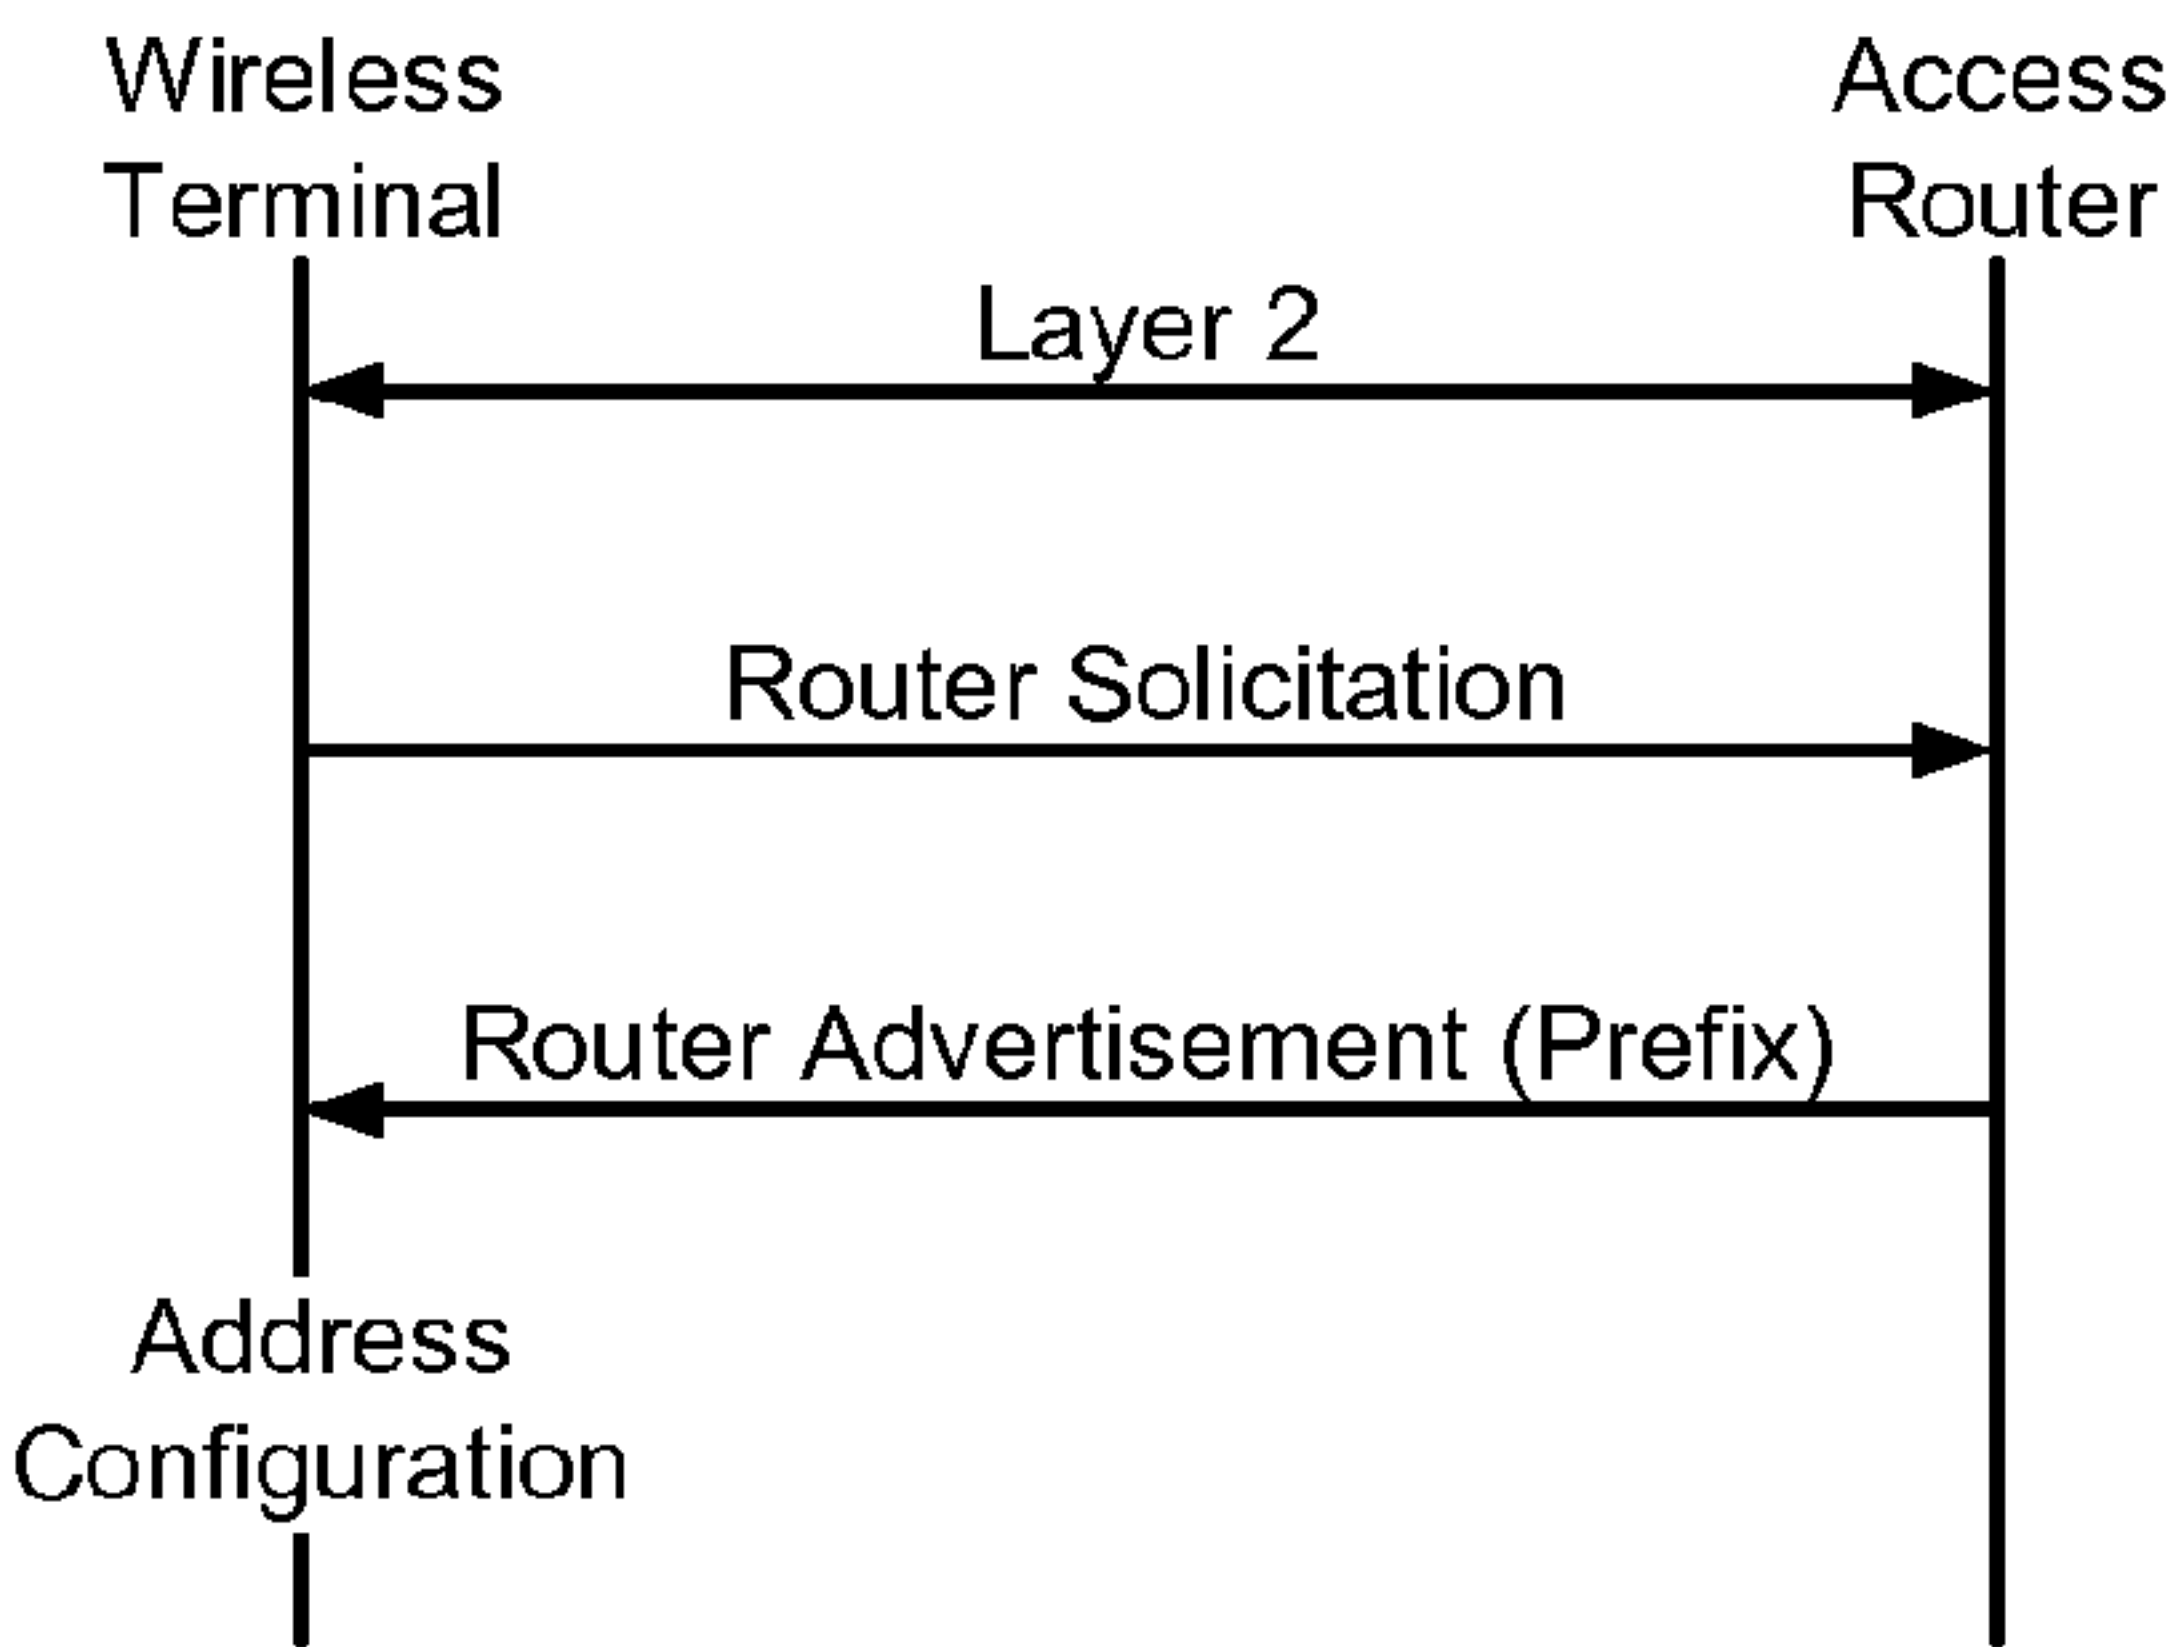 Wireless
Terminal
Access
Router
Layer 2
Router Solicitation
Router Advertisement (Prefix)
Address
Configuration